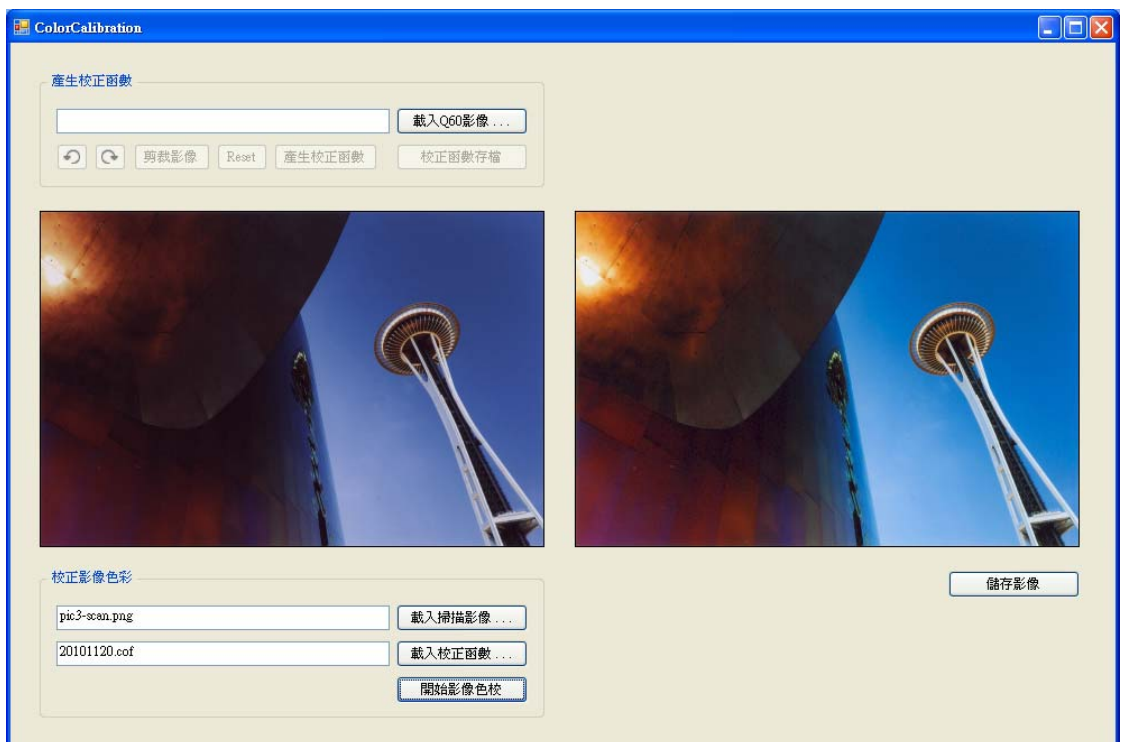 ColorCalibration
產生校正函數
載入Q60影像 . . .
剪裁影像 Reset 產生校正函數 校正函數存檔
校正影像色彩
儲存影像
pic3-scan.png 載入掃描影像 . . .
20101120.cof 載入校正函數 . . .
開始影像色校